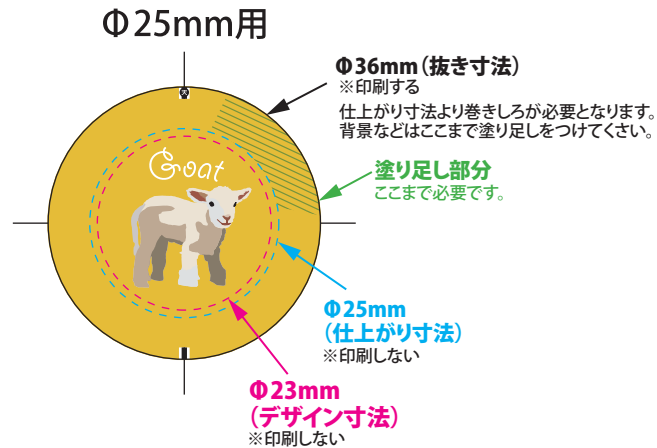 Φ25mm用
Φ36mm（抜き寸法）
※印刷する
仕上がり寸法より巻きしろが必要となります。
背景などはここまで塗り足しをつけてくさい。
塗り足し部分
ここまで必要です。
Goat
Φ25mm
（仕上がり寸法）
※印刷しない
Φ23mm
（デザイン寸法）
※印刷しない